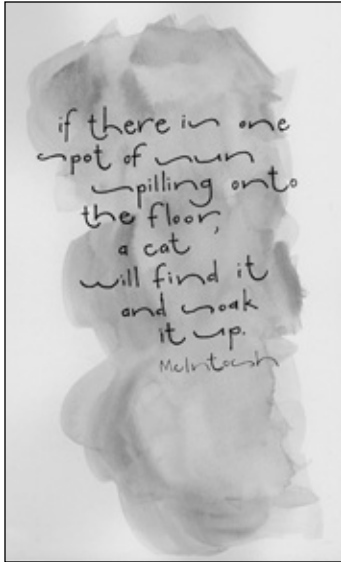 if there is one
spot of sun
spilling onto
the floor,
a cat
will find it
and soak
it up.
McIntosh